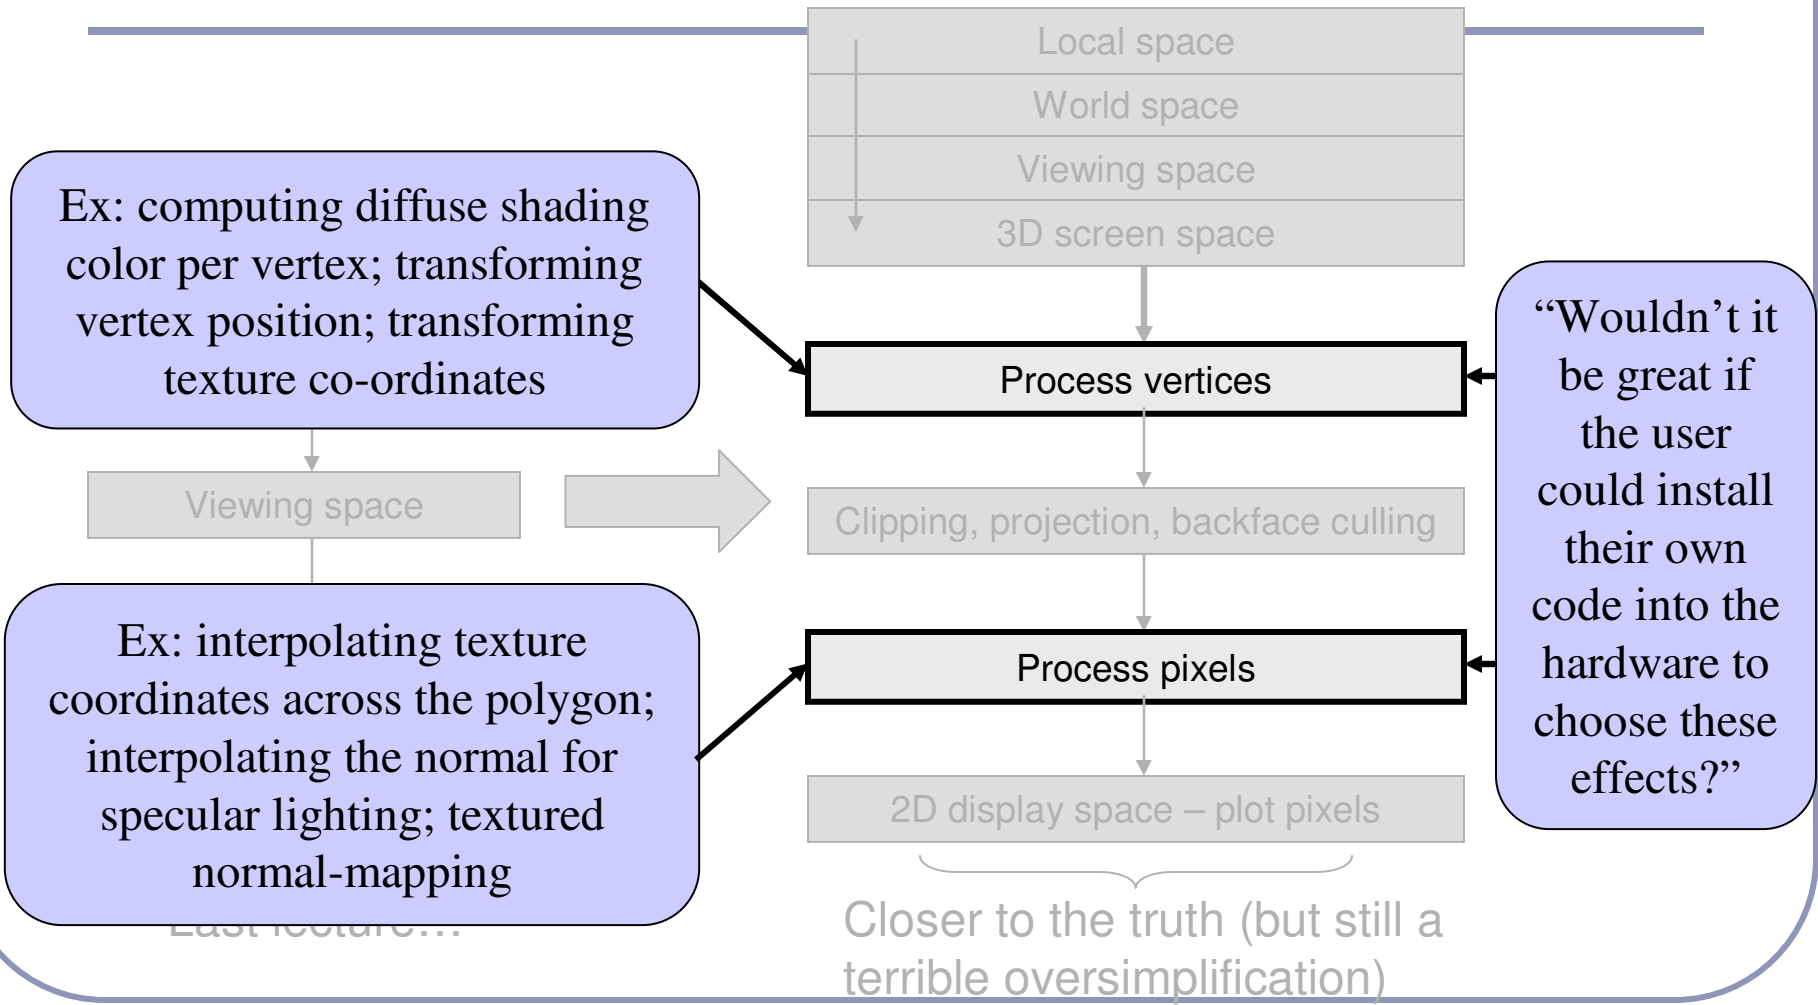 Local space
World space
Viewing space
3D screen space
Ex: computing diffuse shading
color per vertex; transforming
vertex position; transforming
texture co-ordinates
Process vertices
“Wouldn’t it
be great if
the user
could install
their own
code into the
hardware to
choose these
effects?”
Viewing space
Clipping, projection, backface culling
Ex: interpolating texture
coordinates across the polygon;
interpolating the normal for
specular lighting; textured
normal-mapping
Process pixels
2D display space – plot pixels
Last lecture…
Closer to the truth (but still a
terrible oversimplification)